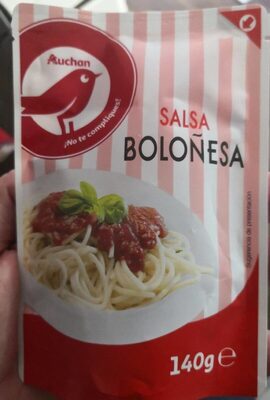 Auchan
¡No te compliques!
SALSA
BOLOÑESA
Sugerencia de presentación
140g e